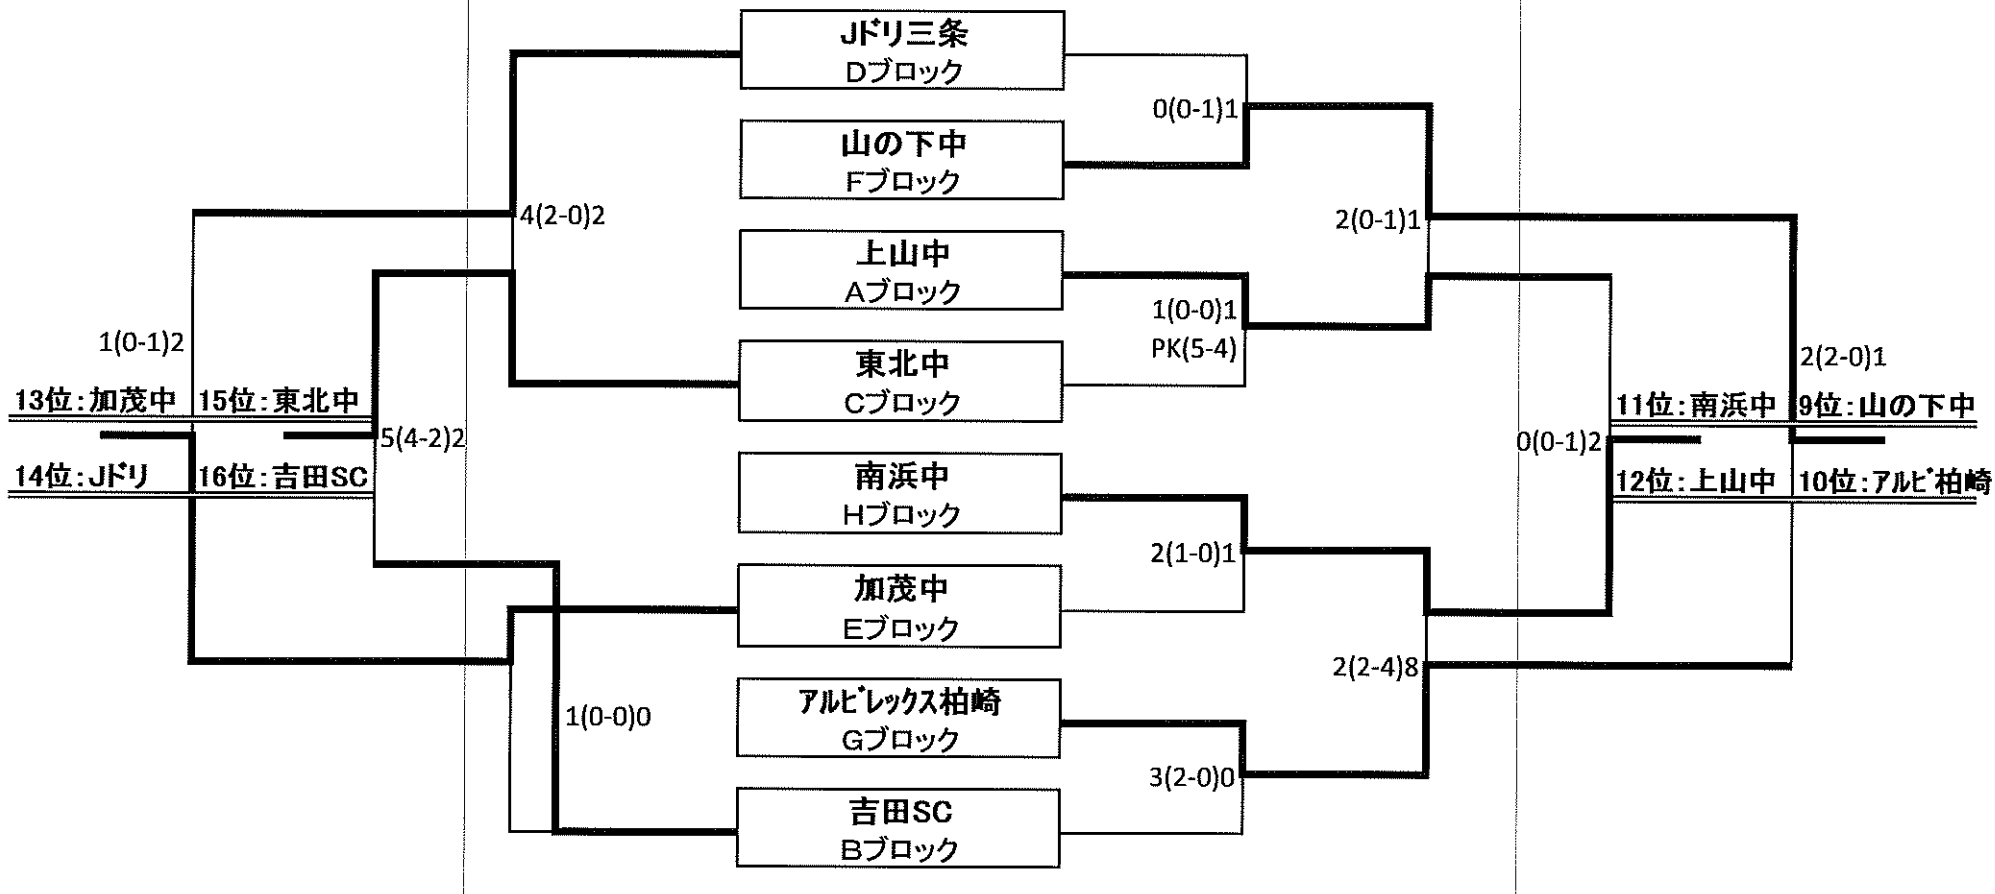 Jドリ三条
Dブロック
0(0-1)1
山の下中
Fブロック
4(2-0)2
2(0-1)1
上山中
Aブロック
1(0-0)1
PK(5-4)
1(0-1)2
東北中
Cブロック
2(2-0)1
13位:加茂中
15位:東北中
11位:南浜中
9位:山の下中
5(4-2)2
0(0-1)2
14位:Jドリ
16位:吉田SC
12位:上山中
10位:アルビ柏崎
南浜中
Hブロック
2(1-0)1
加茂中
Eブロック
2(2-4)8
アルビレックス柏崎
Gブロック
1(0-0)0
3(2-0)0
吉田SC
Bブロック